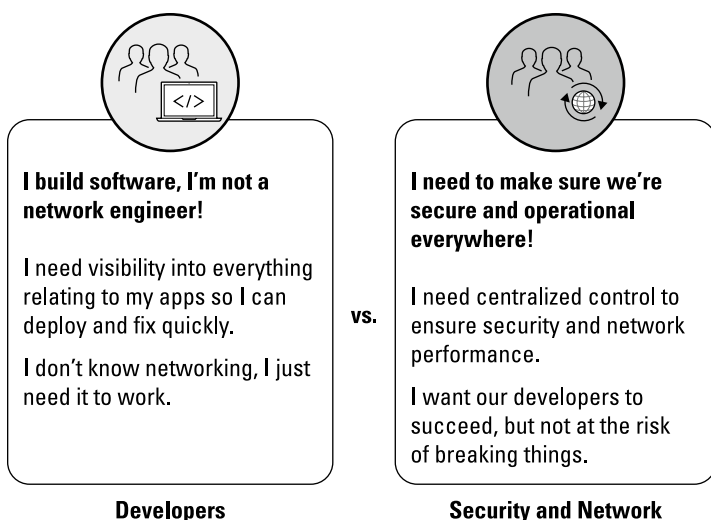 </>
I build software, I'm not a
network engineer!
I need visibility into everything
relating to my apps so I can
deploy and fix quickly.
I don't know networking, I just
need it to work.
Developers
vs.
I need to make sure we're
secure and operational
everywhere!
I need centralized control to
ensure security and network
performance.
I want our developers to
succeed, but not at the risk
of breaking things.
Security and Network